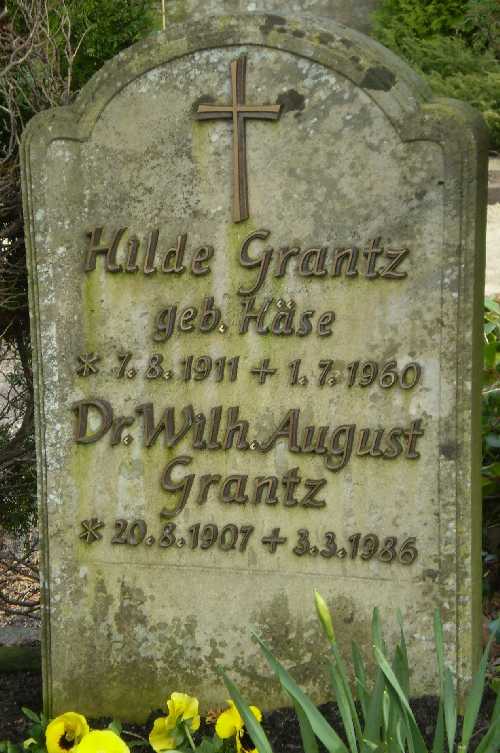 Hilde Grantz
geb. Häse
* 7. 8. 1911 + 1. 7. 1960
Dr. Wilh. August
Grantz
* 20. 8. 1907 + 3. 3. 1986